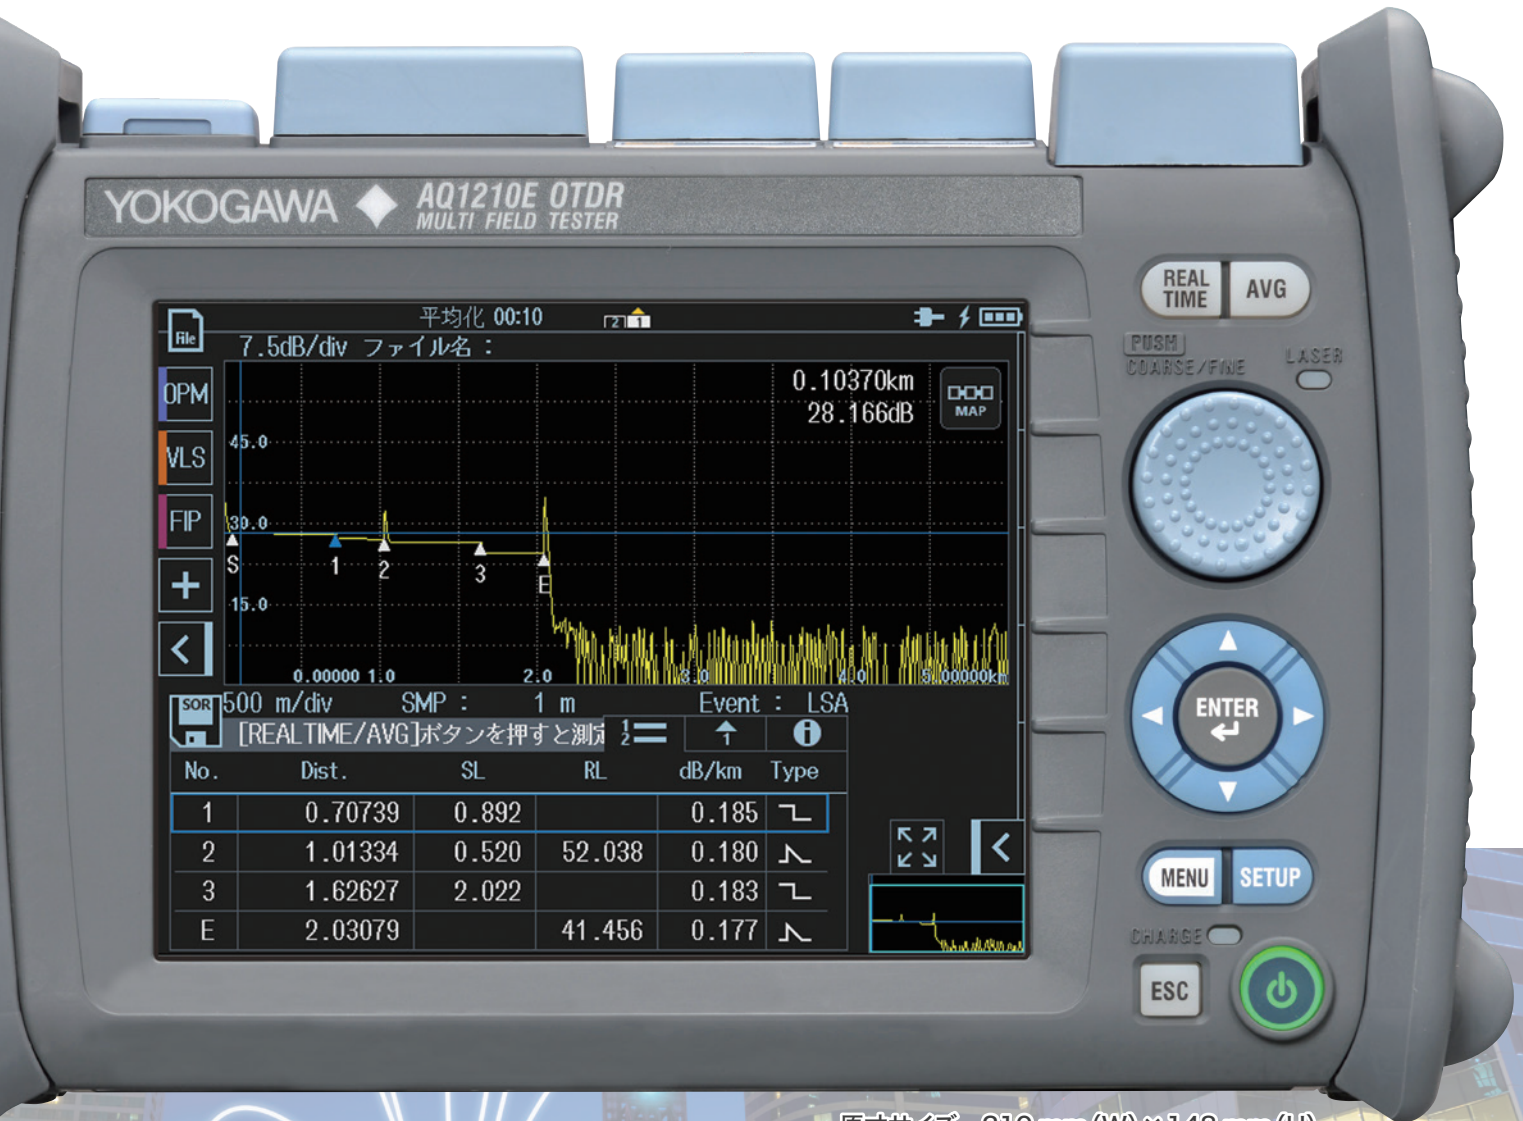 YOKOGAWA AQ1210E OTDR
MULTI FIELD TESTER
REAL TIME
AVG
PUSH
COARSE/FINE
LASER
File
平均化 00:10
2 1
7.5dB/div ファイル名 :
OPM
VLS
FIP
+
0.10370km
28.166dB
MAP
45.0
30.0
15.0
S 1 2 3 E
0.00000 1.0 2.0 3.0 4.0 5.00000km
500 m/div SMP : 1 m Event : LSA
SOR
[REALTIME/AVG]ボタンを押すと測
No. Dist. SL RL dB/km Type
1 0.70739 0.892 0.185
2 1.01334 0.520 52.038 0.180
3 1.62627 2.022 0.183
E 2.03079 41.456 0.177
ENTER
MENU
SETUP
CHARGE
ESC